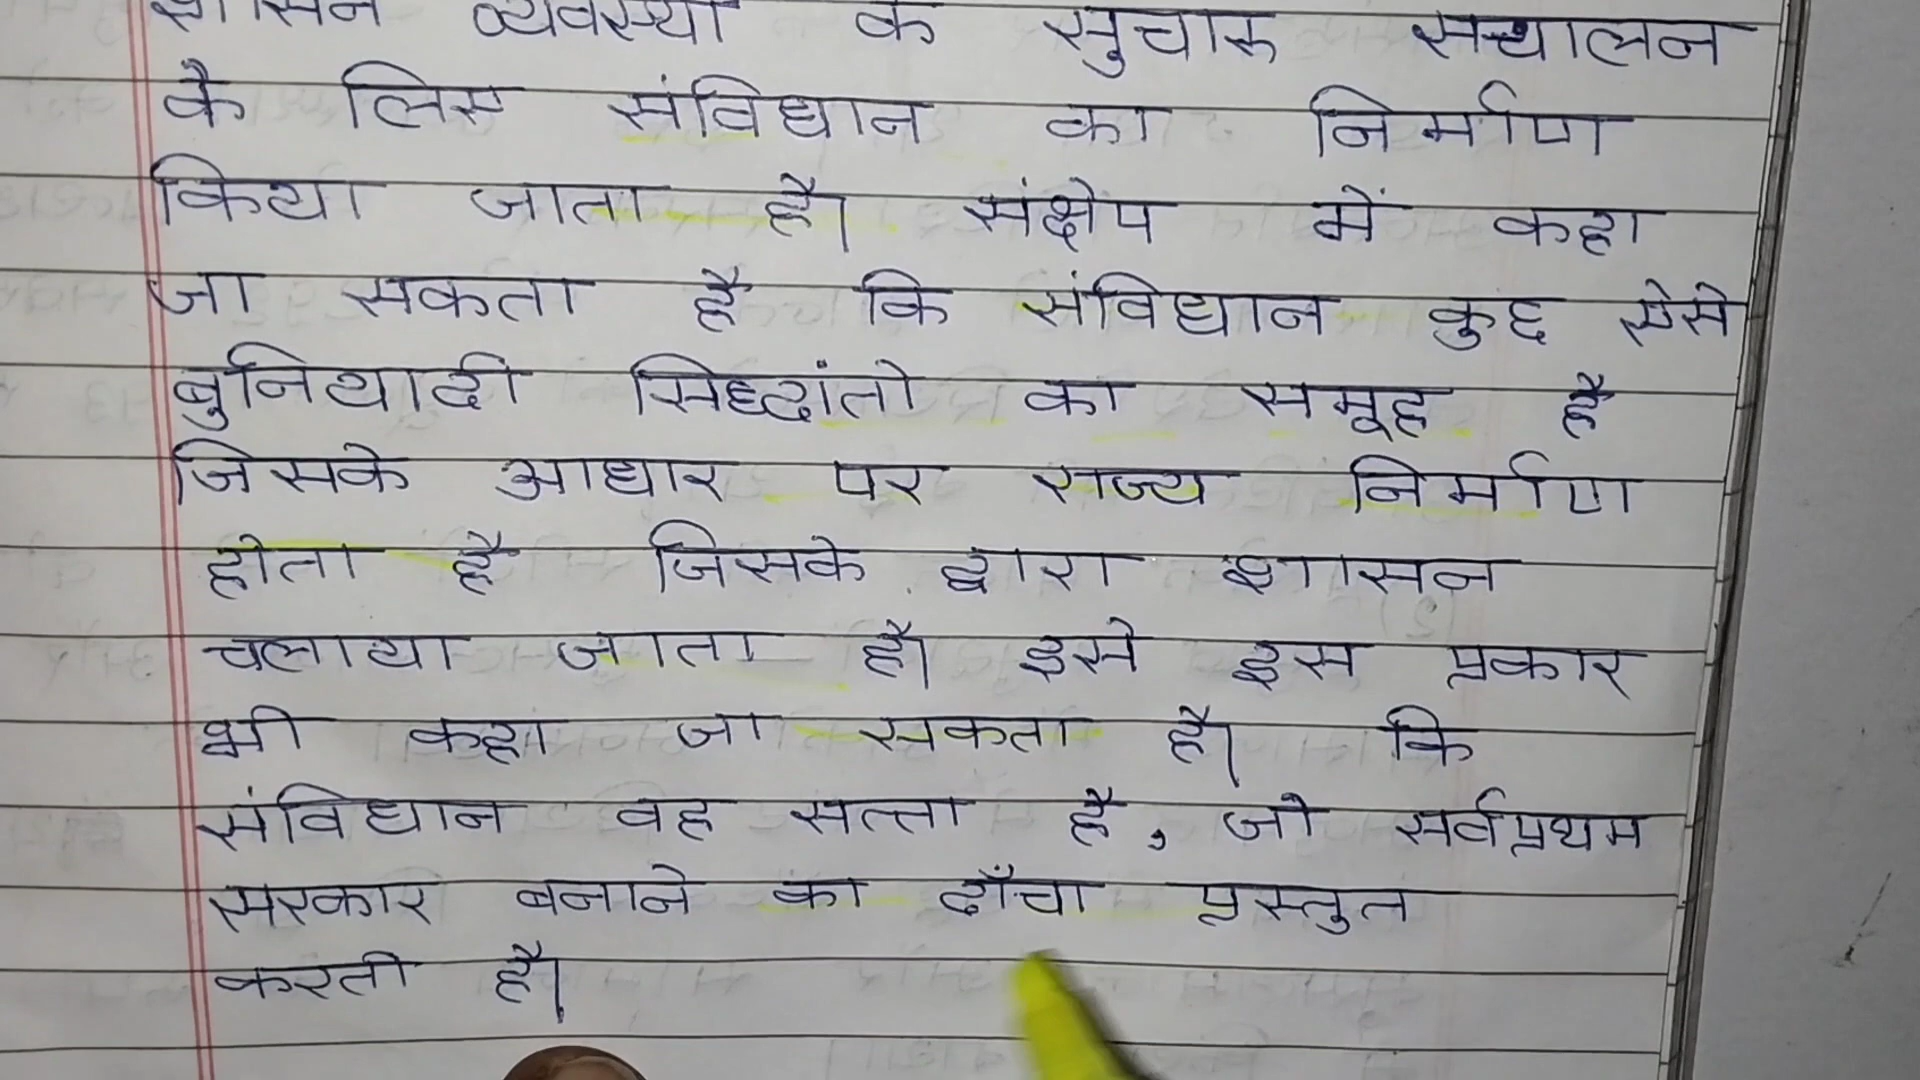 शासन व्यवस्था के सुचारू सञ्चालन
के लिए संविधान का निर्माण
किया जाता है। संक्षेप में कहा
जा सकता है कि संविधान कुछ ऐसे
बुनियादी सिद्धांतो का समूह है
जिसके आधार पर राज्य निर्माण
होता है जिसके द्वारा शासन
चलाया जाता है। इसे इस प्रकार
भी कहा जा सकता है। कि
संविधान वह सत्ता है, जो सर्वप्रथम
सरकार बनाने का ढाँचा प्रस्तुत
करती है।